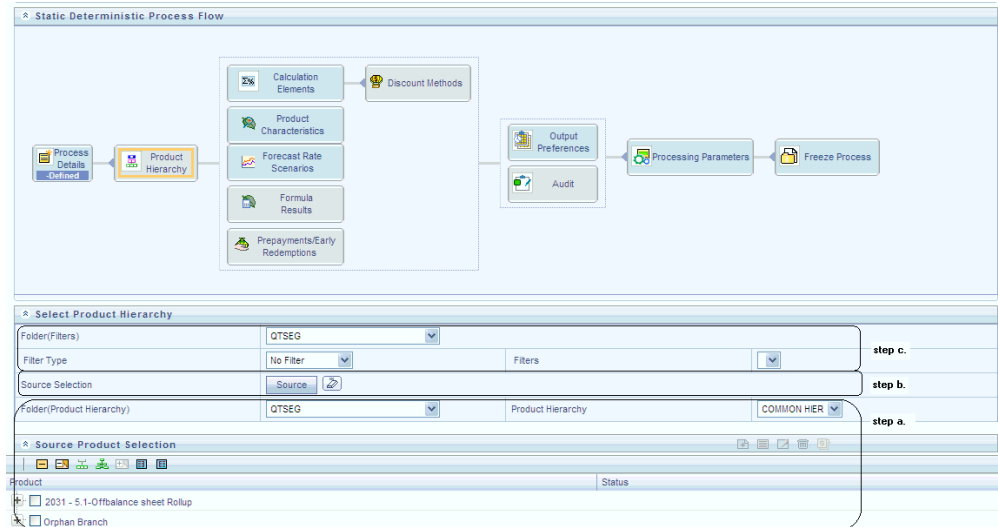 Static Deterministic Process Flow
Calculation
Elements
Discount Methods
Product
Characteristics
Process
Details
-Defined
Product
Hierarchy
Forecast Rate
Scenarios
Formula
Results
Prepayments/Early
Redemptions
Output
Preferences
Audit
Processing Parameters
Freeze Process
Select Product Hierarchy
Folder(Filters) QTSEG
Filter Type No Filter Filters
step c.
Source Selection Source
step b.
Folder(Product Hierarchy) QTSEG Product Hierarchy COMMON HIER
step a.
Source Product Selection
Product Status
2031 - 5.1-Offbalance sheet Rollup
Orphan Branch